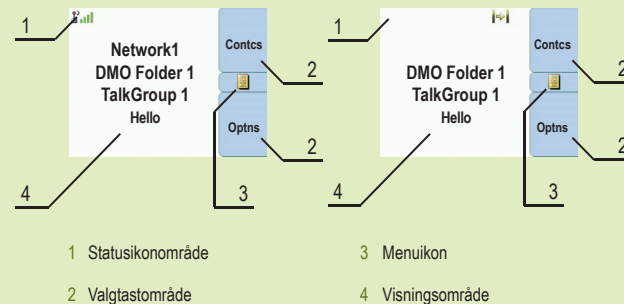 1
Network1
DMO Folder 1
TalkGroup 1
Hello
Contcs
Optns
2
2
3
4
1
DMO Folder 1
TalkGroup 1
Hello
Contcs
Optns
2
2
3
4
1 Statusikonområde
2 Valgtastområde
3 Menuikon
4 Visningsområde